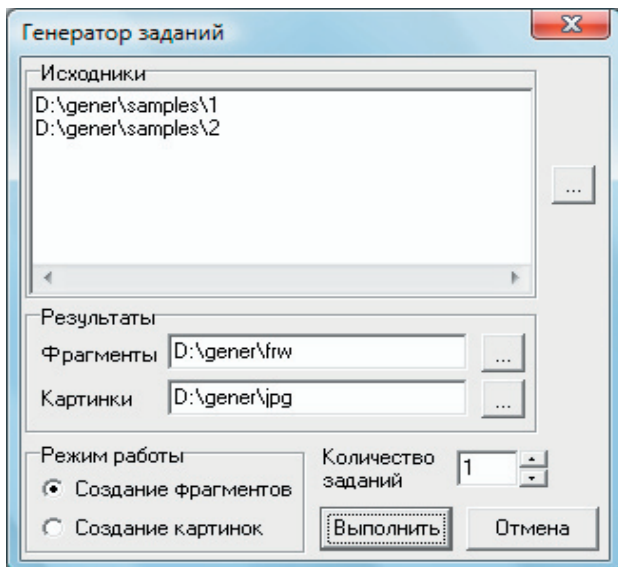 Генератор заданий
Исходники
D:\gener\samples\1
D:\gener\samples\2
...
Результаты
Фрагменты D:\gener\frw ...
Картинки D:\gener\jpg ...
Режим работы
Создание фрагментов
Создание картинок
Количество
заданий
1
Выполнить Отмена